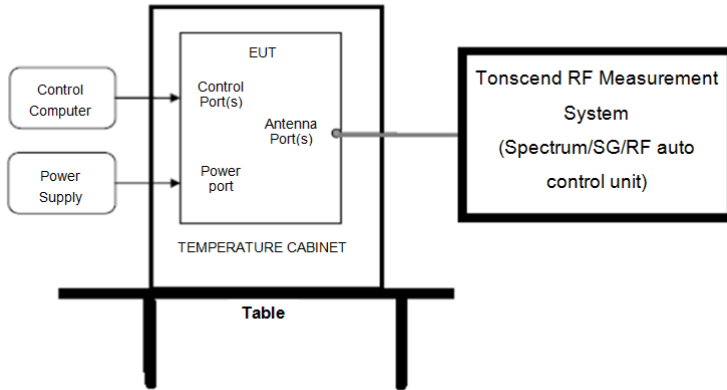 EUT
Control
Computer
Control
Port(s)
Antenna
Port(s)
Power
Supply
Power
port
TEMPERATURE CABINET
Table
Tonscend RF Measurement
System
(Spectrum/SG/RF auto
control unit)